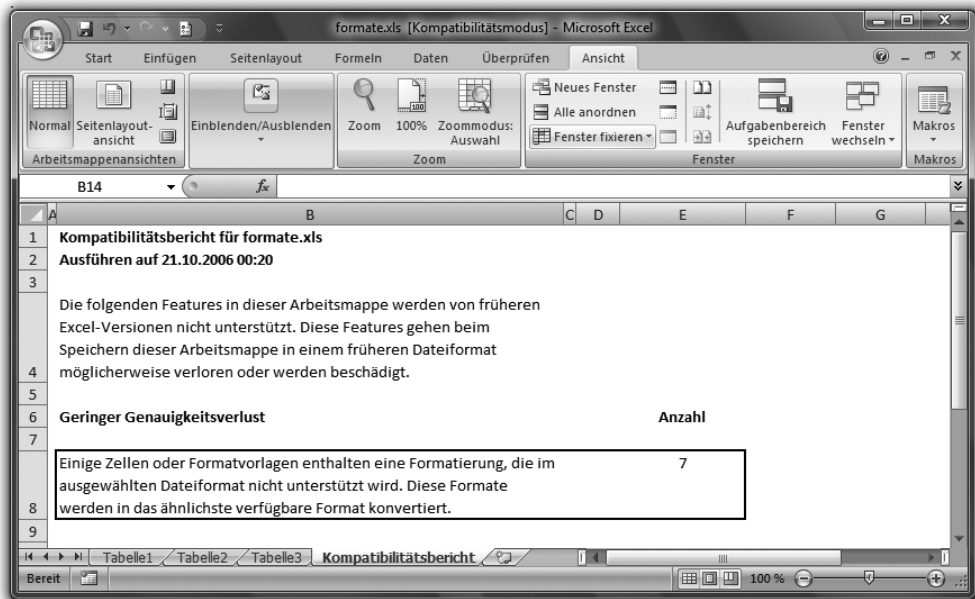 formate.xls [Kompatibilitätsmodus] - Microsoft Excel
Start Einfügen Seitenlayout Formeln Daten Überprüfen Ansicht
Normal Seitenlayout-
ansicht
Arbeitsmappenansichten
Einblenden/Ausblenden
Zoom 100% Zoommodus:
Auswahl
100
Zoom
Neues Fenster
Alle anordnen
Fenster fixieren
Aufgabenbereich
speichern
Fenster
wechseln
Fenster
Makros
Makros
B14 fx
A B C D E F G
1 Kompatibilitätsbericht für formate.xls
2 Ausführen auf 21.10.2006 00:20
3
Die folgenden Features in dieser Arbeitsmappe werden von früheren
Excel-Versionen nicht unterstützt. Diese Features gehen beim
Speichern dieser Arbeitsmappe in einem früheren Dateiformat
4 möglicherweise verloren oder werden beschädigt.
5
6 Geringer Genauigkeitsverlust Anzahl
7
Einige Zellen oder Formatvorlagen enthalten eine Formatierung, die im 7
ausgewählten Dateiformat nicht unterstützt wird. Diese Formate
8 werden in das ähnlichste verfügbare Format konvertiert.
9
Tabelle1 Tabelle2 Tabelle3 Kompatibilitätsbericht
Bereit 100 %